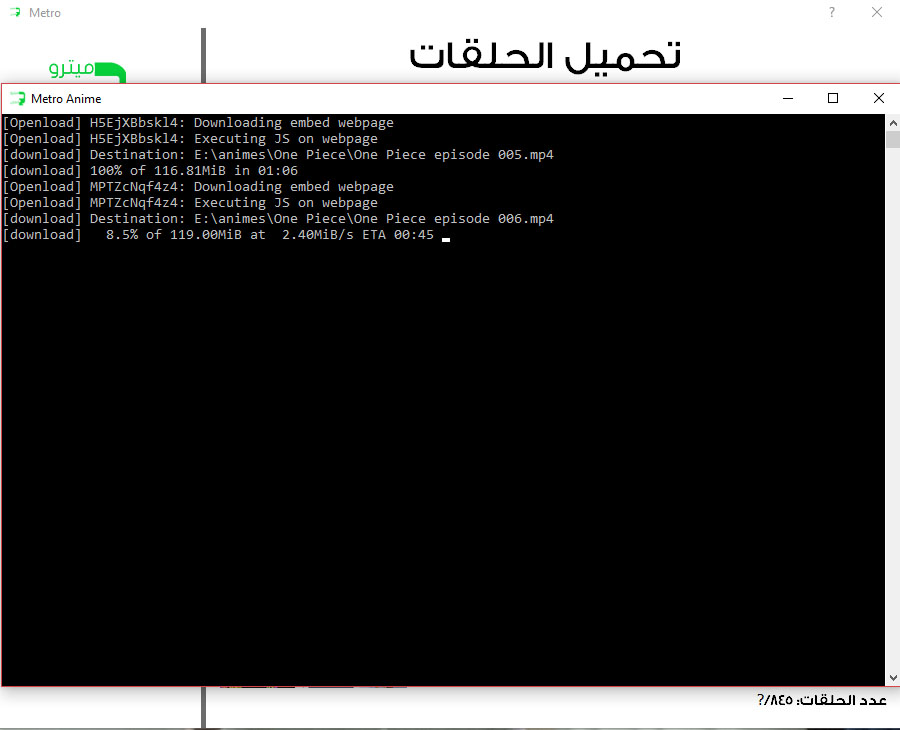 Metro
?
ميترو
تحميل الحلقات
Metro Anime
[Openload] H5EjXBbskl4: Downloading embed webpage
[Openload] H5EjXBbskl4: Executing JS on webpage
[download] Destination: E:\animes\One Piece\One Piece episode 005.mp4
[download] 100% of 116.81MiB in 01:06
[Openload] MPTZcNqf4z4: Downloading embed webpage
[Openload] MPTZcNqf4z4: Executing JS on webpage
[download] Destination: E:\animes\One Piece\One Piece episode 006.mp4
[download]   8.5% of 119.00MiB at  2.40MiB/s ETA 00:45
عدد الحلقات: ٨٤٥/?